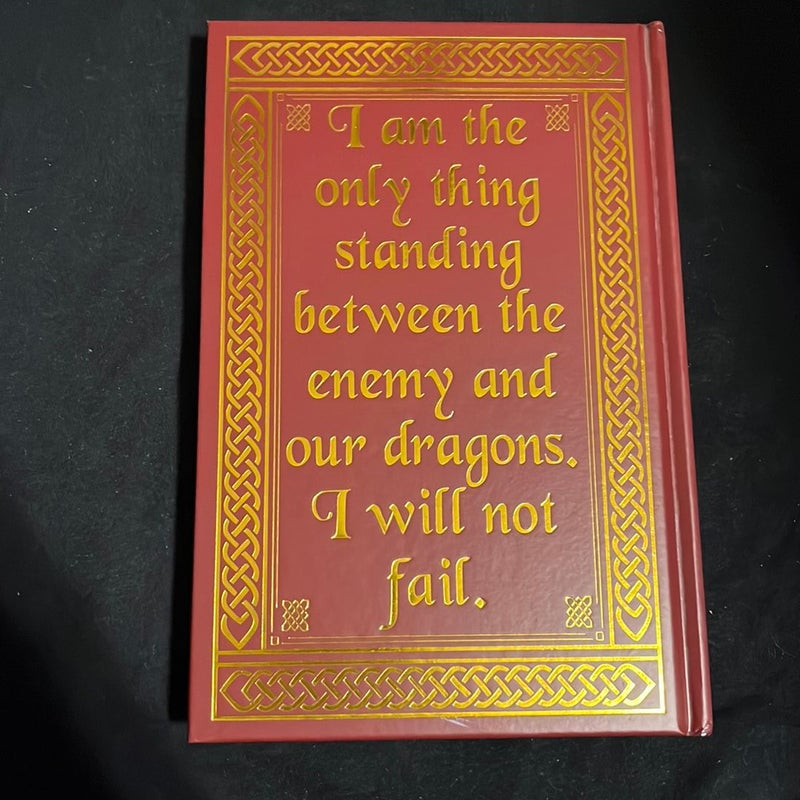 I am the
only thing
standing
between the
enemy and
our dragons.
I will not
fail.